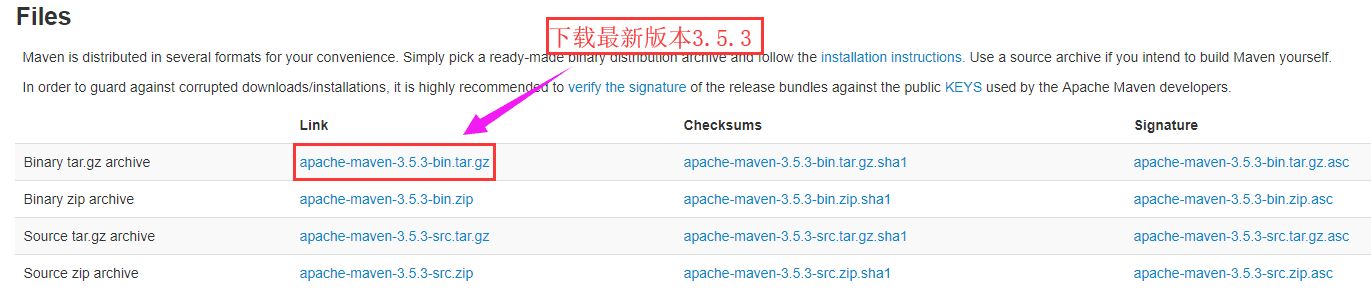 Files
下载最新版本3.5.3
Maven is distributed in several formats for your convenience. Simply pick a ready-made binary distribution archive and follow the installation instructions. Use a source archive if you intend to build Maven yourself.
In order to guard against corrupted downloads/installations, it is highly recommended to verify the signature of the release bundles against the public KEYS used by the Apache Maven developers.
Link Checksums Signature
Binary tar.gz archive apache-maven-3.5.3-bin.tar.gz apache-maven-3.5.3-bin.tar.gz.sha1 apache-maven-3.5.3-bin.tar.gz.asc
Binary zip archive apache-maven-3.5.3-bin.zip apache-maven-3.5.3-bin.zip.sha1 apache-maven-3.5.3-bin.zip.asc
Source tar.gz archive apache-maven-3.5.3-src.tar.gz apache-maven-3.5.3-src.tar.gz.sha1 apache-maven-3.5.3-src.tar.gz.asc
Source zip archive apache-maven-3.5.3-src.zip apache-maven-3.5.3-src.zip.sha1 apache-maven-3.5.3-src.zip.asc